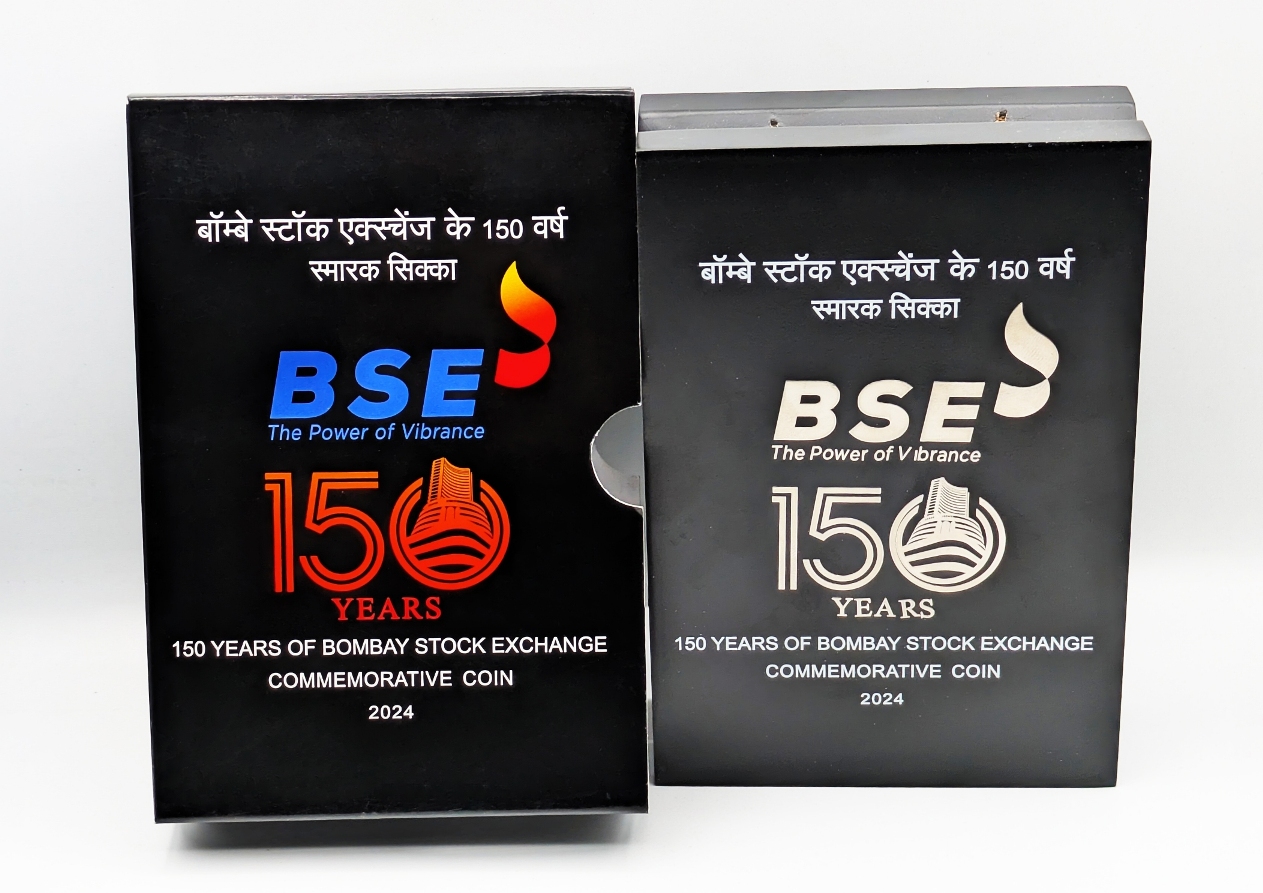 बॉम्बे स्टॉक एक्स्चेंज के 150 वर्ष
स्मारक सिक्का
BSE
The Power of Vibrance
150
YEARS
150 YEARS OF BOMBAY STOCK EXCHANGE
COMMEMORATIVE COIN
2024
बॉम्बे स्टॉक एक्स्चेंज के 150 वर्ष
स्मारक सिक्का
BSE
The Power of Vibrance
150
YEARS
150 YEARS OF BOMBAY STOCK EXCHANGE
COMMEMORATIVE COIN
2024